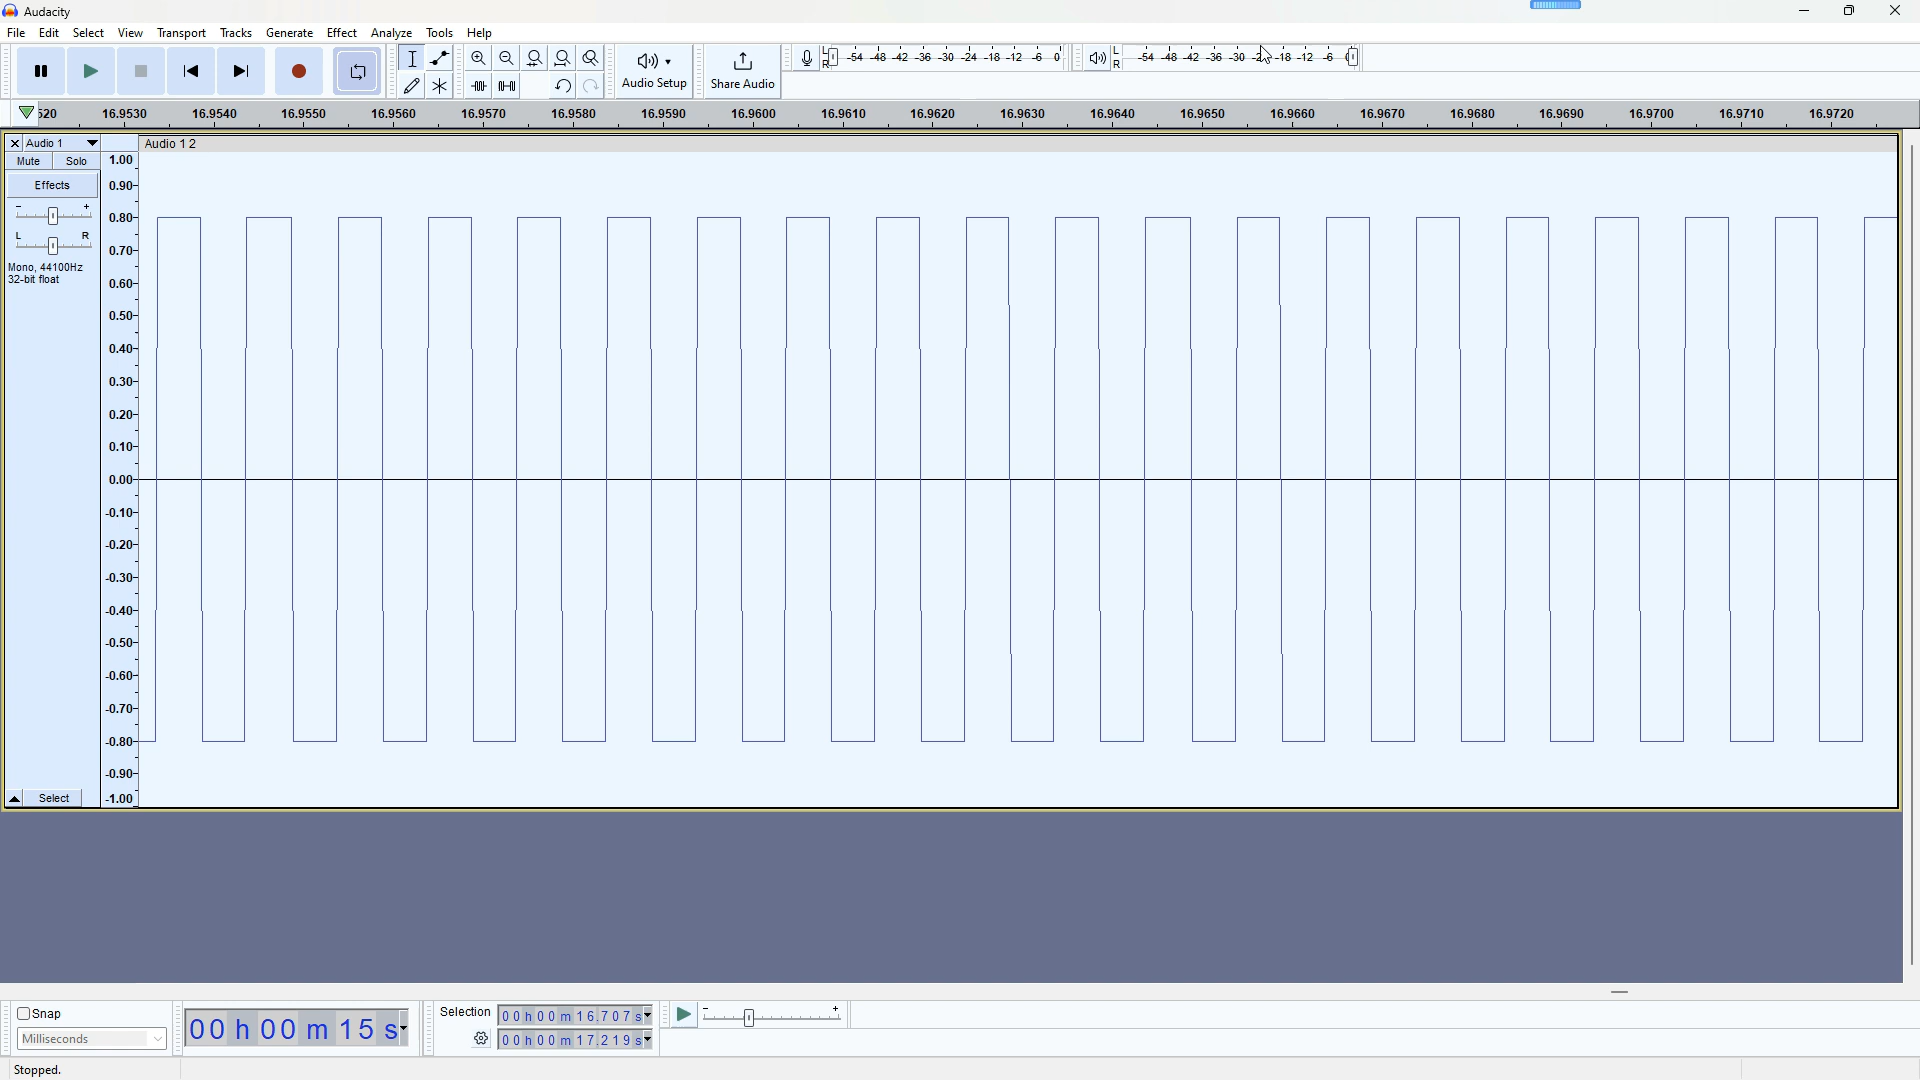 Audacity
File Edit Select View Transport Tracks Generate Effect Analyze Tools Help
Audio Setup
Share Audio
L R -54 -48 -42 -36 -30 -24 -18 -12 -6 0
L R -54 -48 -42 -36 -30 -18 -12 -6
16.9530 16.9540 16.9550 16.9560 16.9570 16.9580 16.9590 16.9600 16.9610 16.9620 16.9630 16.9640 16.9650 16.9660 16.9670 16.9680 16.9690 16.9700 16.9710 16.9720
Audio 1
Audio 1 2
Mute Solo
Effects
- +
L R
Mono, 44100Hz
32-bit float
1.00
0.90
0.80
0.70
0.60
0.50
0.40
0.30
0.20
0.10
0.00
-0.10
-0.20
-0.30
-0.40
-0.50
-0.60
-0.70
-0.80
-0.90
-1.00
Select
Snap
Milliseconds
00 h 00 m 15 s
Selection
00 h 00 m 16.707 s
00 h 00 m 17.219 s
- +
Stopped.